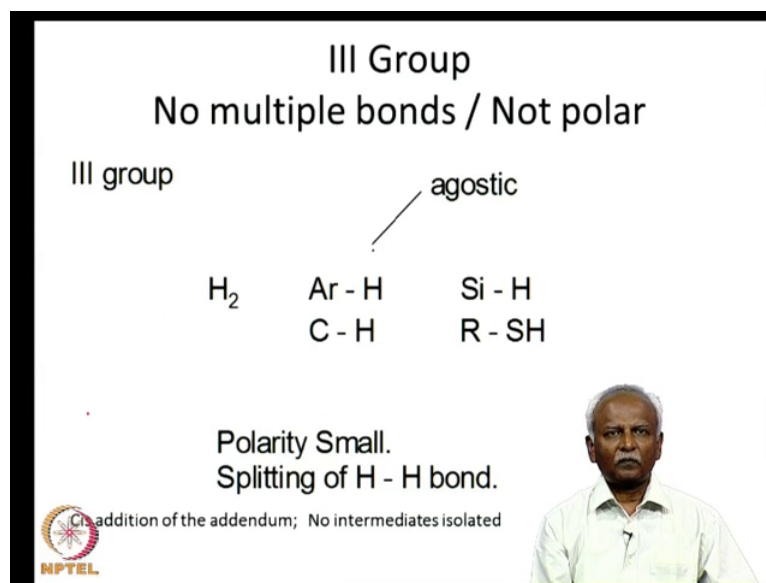 III Group
No multiple bonds / Not polar
III group
agostic
H₂ Ar - H Si - H
C - H R - SH
Polarity Small.
Splitting of H - H bond.
Cis addition of the addendum; No intermediates isolated
NPTEL